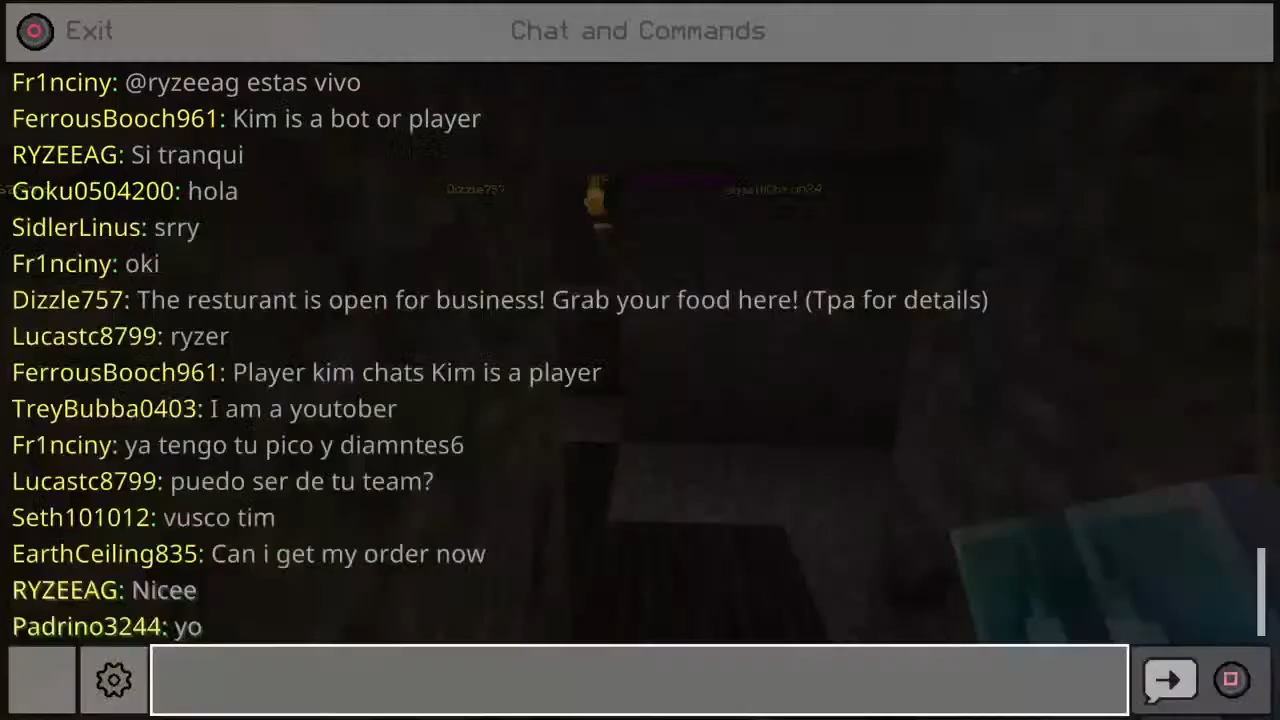 Exit
Chat and Commands
Fr1nciny: @ryzeeag estas vivo
FerrousBooch961: Kim is a bot or player
RYZEEAG: Si tranqui
Goku0504200: hola
Dizzle757
SidlerLinus: srry
Fr1nciny: oki
Dizzle757: The resturant is open for business! Grab your food here! (Tpa for details)
Lucastc8799: ryzer
FerrousBooch961: Player kim chats Kim is a player
TreyBubba0403: I am a youtober
Fr1nciny: ya tengo tu pico y diamntes6
Lucastc8799: puedo ser de tu team?
Seth101012: vusco tim
EarthCeiling835: Can i get my order now
RYZEEAG: Nicee
Padrino3244: yo